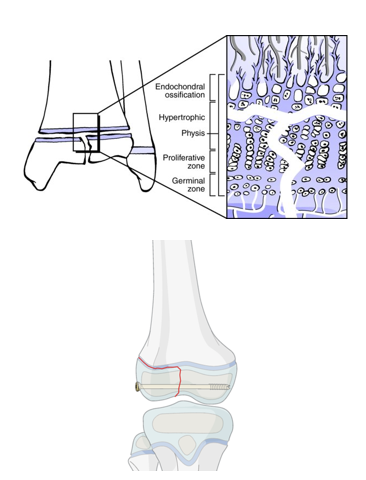 Endochondral
ossification
Hypertrophic
Physis
Proliferative
zone
Germinal
zone